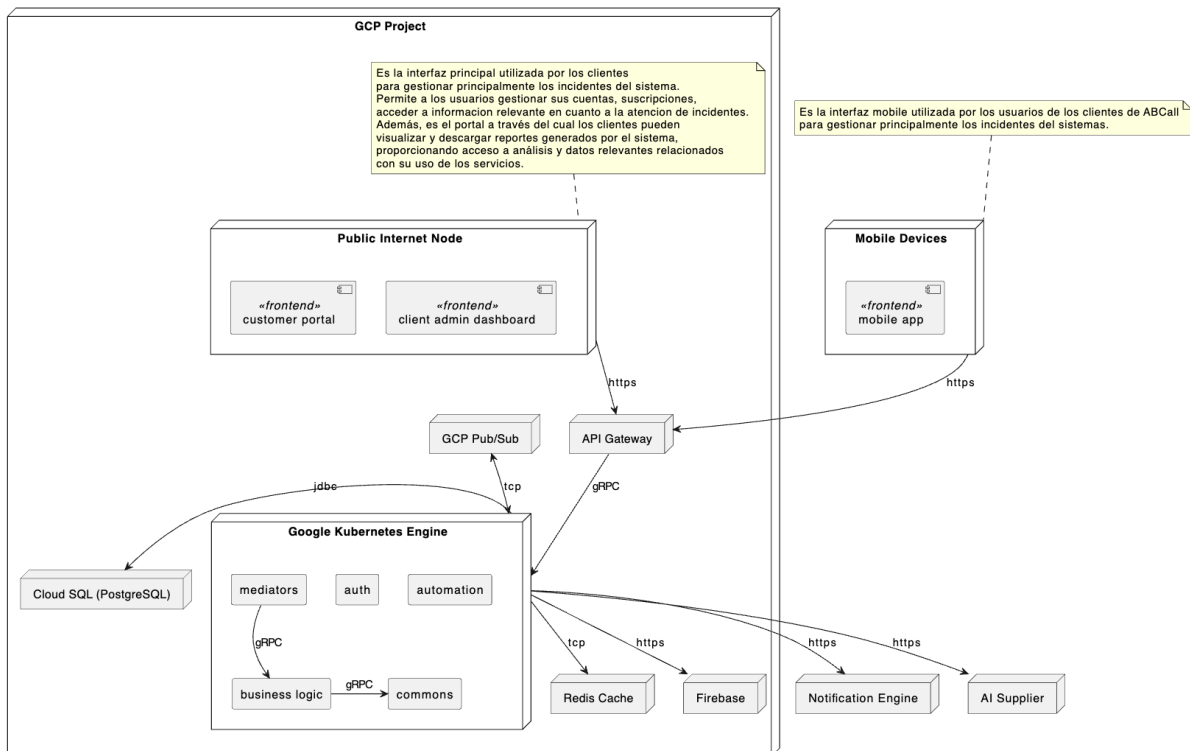 GCP Project
Es la interfaz principal utilizada por los clientes
para gestionar principalmente los incidentes del sistema.
Permite a los usuarios gestionar sus cuentas, suscripciones,
acceder a informacion relevante en cuanto a la atencion de incidentes.
Además, es el portal a través del cual los clientes pueden
visualizar y descargar reportes generados por el sistema,
proporcionando acceso a análisis y datos relevantes relacionados
con su uso de los servicios.
Es la interfaz mobile utilizada por los usuarios de los clientes de ABCall
para gestionar principalmente los incidentes del sistemas.
Public Internet Node
«frontend»
customer portal
«frontend»
client admin dashboard
Mobile Devices
«frontend»
mobile app
https
https
GCP Pub/Sub
API Gateway
jdbc
tcp
gRPC
Google Kubernetes Engine
mediators
auth
automation
Cloud SQL (PostgreSQL)
gRPC
business logic
gRPC
commons
tcp
https
https
https
Redis Cache
Firebase
Notification Engine
AI Supplier